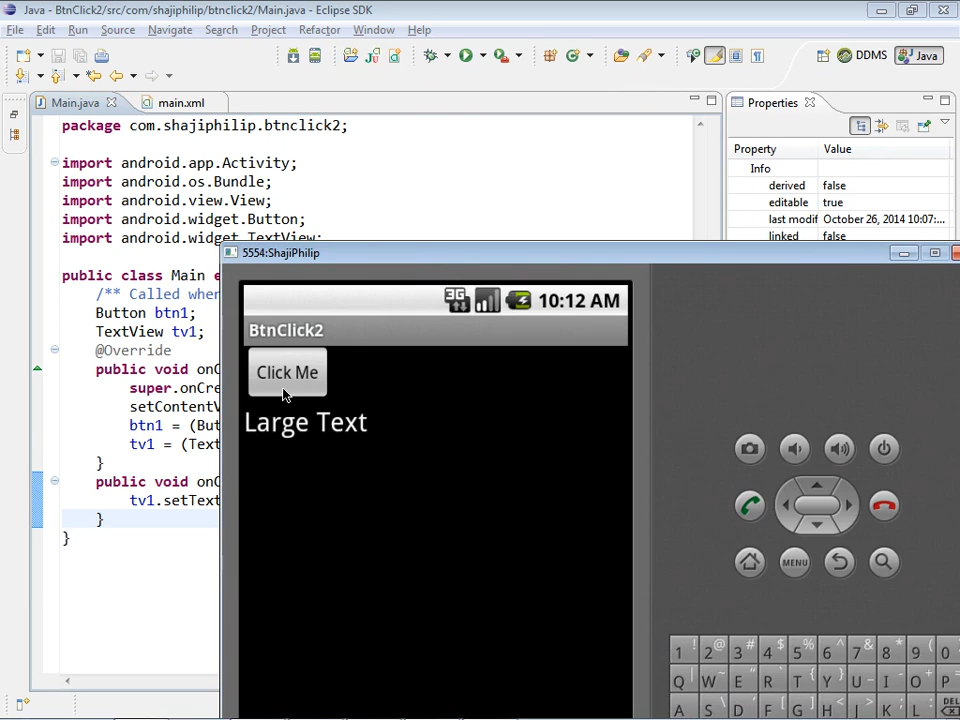 Java - BtnClick2/src/com/shajiphilip/btnclick2/Main.java - Eclipse SDK
File Edit Run Source Navigate Search Project Refactor Window Help
DDMS Java
Main.java main.xml Properties
package com.shajiphilip.btnclick2;
Property Value
import android.app.Activity;
Info
import android.os.Bundle;
derived false
import android.view.View;
editable true
import android.widget.Button;
last modif October 26, 2014 10:07:...
import android.widget.TextView;
linked false
5554:ShajiPhilip
public class Main e
/** Called when
Button btn1;
TextView tv1;
@Override
public void onC
super.onCre
setContentV
btn1 = (But
tv1 = (Text
}
public void onC
tv1.setText
}
}
3G 10:12 AM
BtnClick2
Click Me
Large Text
MENU
1 ! 2 @ 3 # 4 $ 5 % 6 ^ 7 & 8 * 9 ( 0
Q W ~ E R T { Y } U _ I - O + P
A S D F [ G ] H J K L DEL